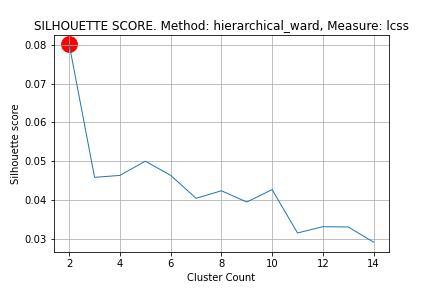 SILHOUETTE SCORE. Method: hierarchical_ward, Measure: lcss
0.08
0.07
0.06
0.05
0.04
0.03
Silhouette score
2 4 6 8 10 12 14
Cluster Count